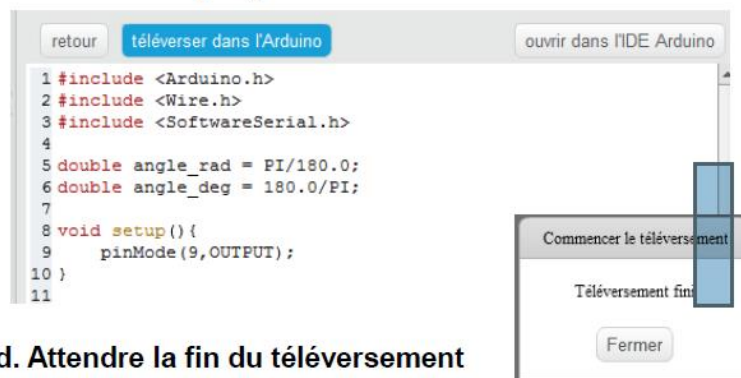 retour téléverser dans l'Arduino ouvrir dans l'IDE Arduino
1 #include <Arduino.h>
2 #include <Wire.h>
3 #include <SoftwareSerial.h>
4
5 double angle_rad = PI/180.0;
6 double angle_deg = 180.0/PI;
7
8 void setup(){
9 pinMode(9,OUTPUT);
10 }
11
Commencer le téléversement
Téléversement fini
Fermer
d. Attendre la fin du téléversement